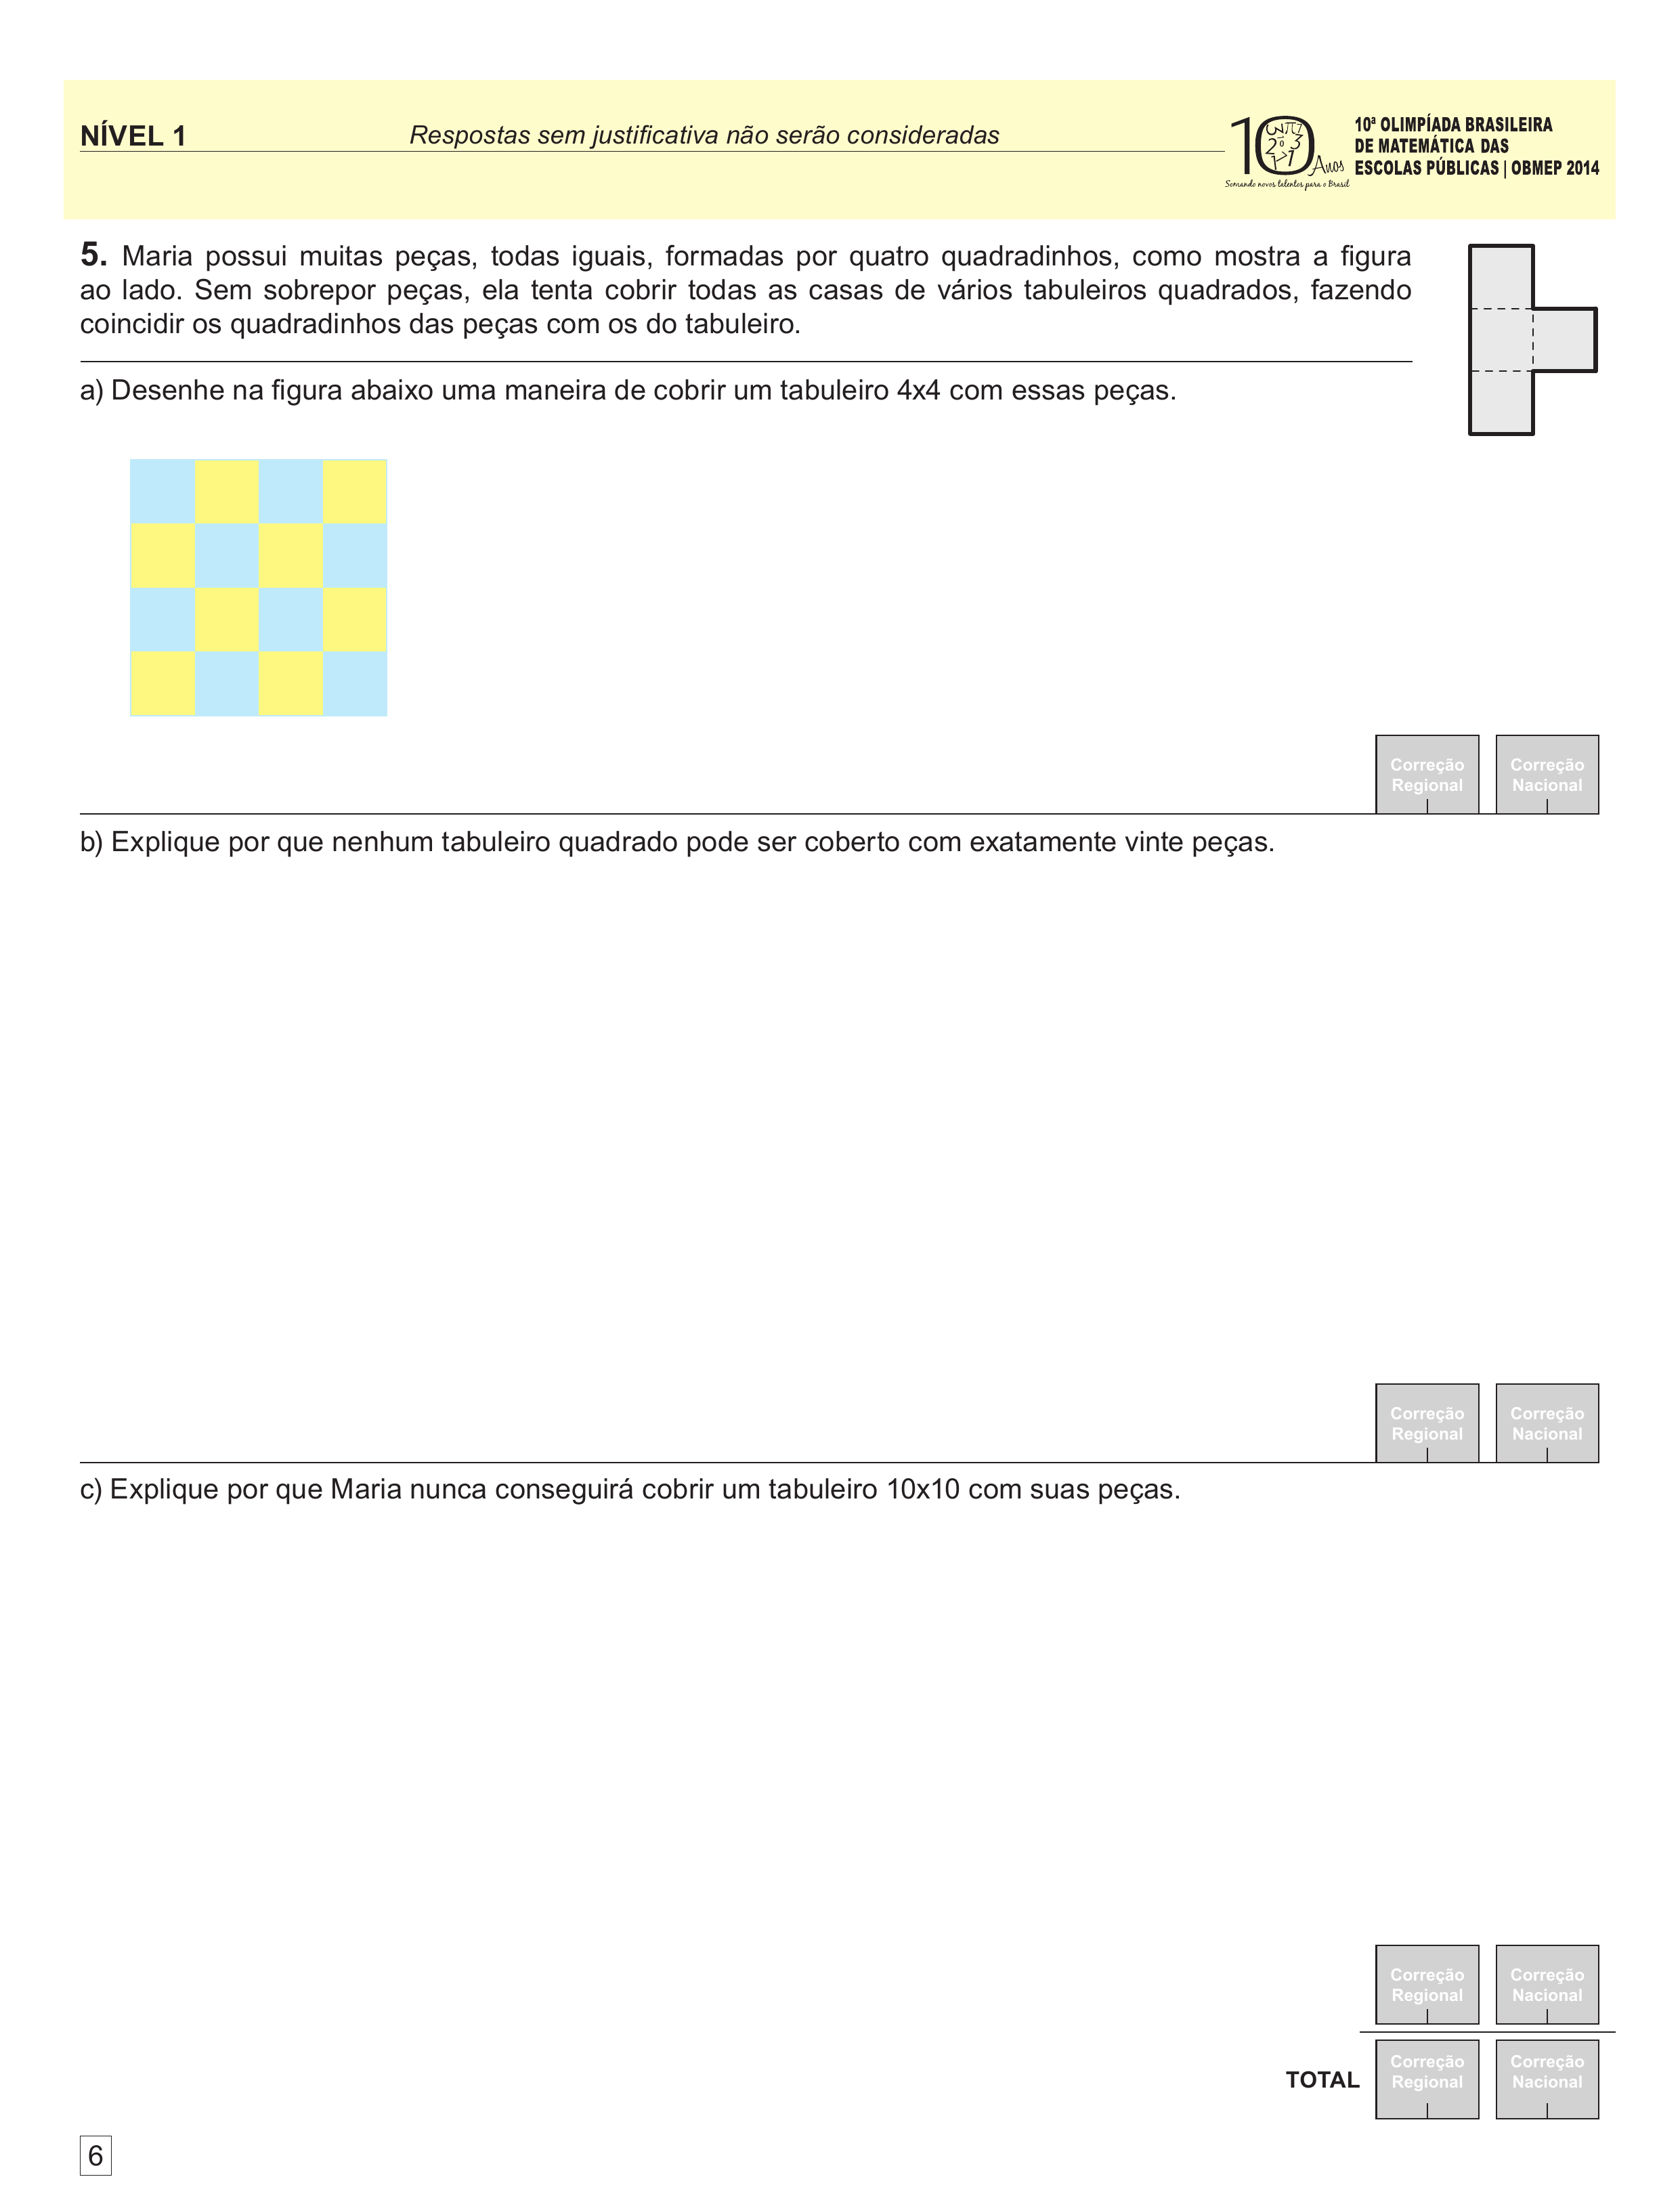 NÍVEL 1
Respostas sem justificativa não serão consideradas
10 Anos
Somando novos talentos para o Brasil
10ª OLIMPÍADA BRASILEIRA
DE MATEMÁTICA DAS
ESCOLAS PÚBLICAS | OBMEP 2014
5. Maria possui muitas peças, todas iguais, formadas por quatro quadradinhos, como mostra a figura
ao lado. Sem sobrepor peças, ela tenta cobrir todas as casas de vários tabuleiros quadrados, fazendo
coincidir os quadradinhos das peças com os do tabuleiro.
a) Desenhe na figura abaixo uma maneira de cobrir um tabuleiro 4x4 com essas peças.
Correção
Regional
Correção
Nacional
b) Explique por que nenhum tabuleiro quadrado pode ser coberto com exatamente vinte peças.
Correção
Regional
Correção
Nacional
c) Explique por que Maria nunca conseguirá cobrir um tabuleiro 10x10 com suas peças.
Correção
Regional
Correção
Nacional
TOTAL
Correção
Regional
Correção
Nacional
6